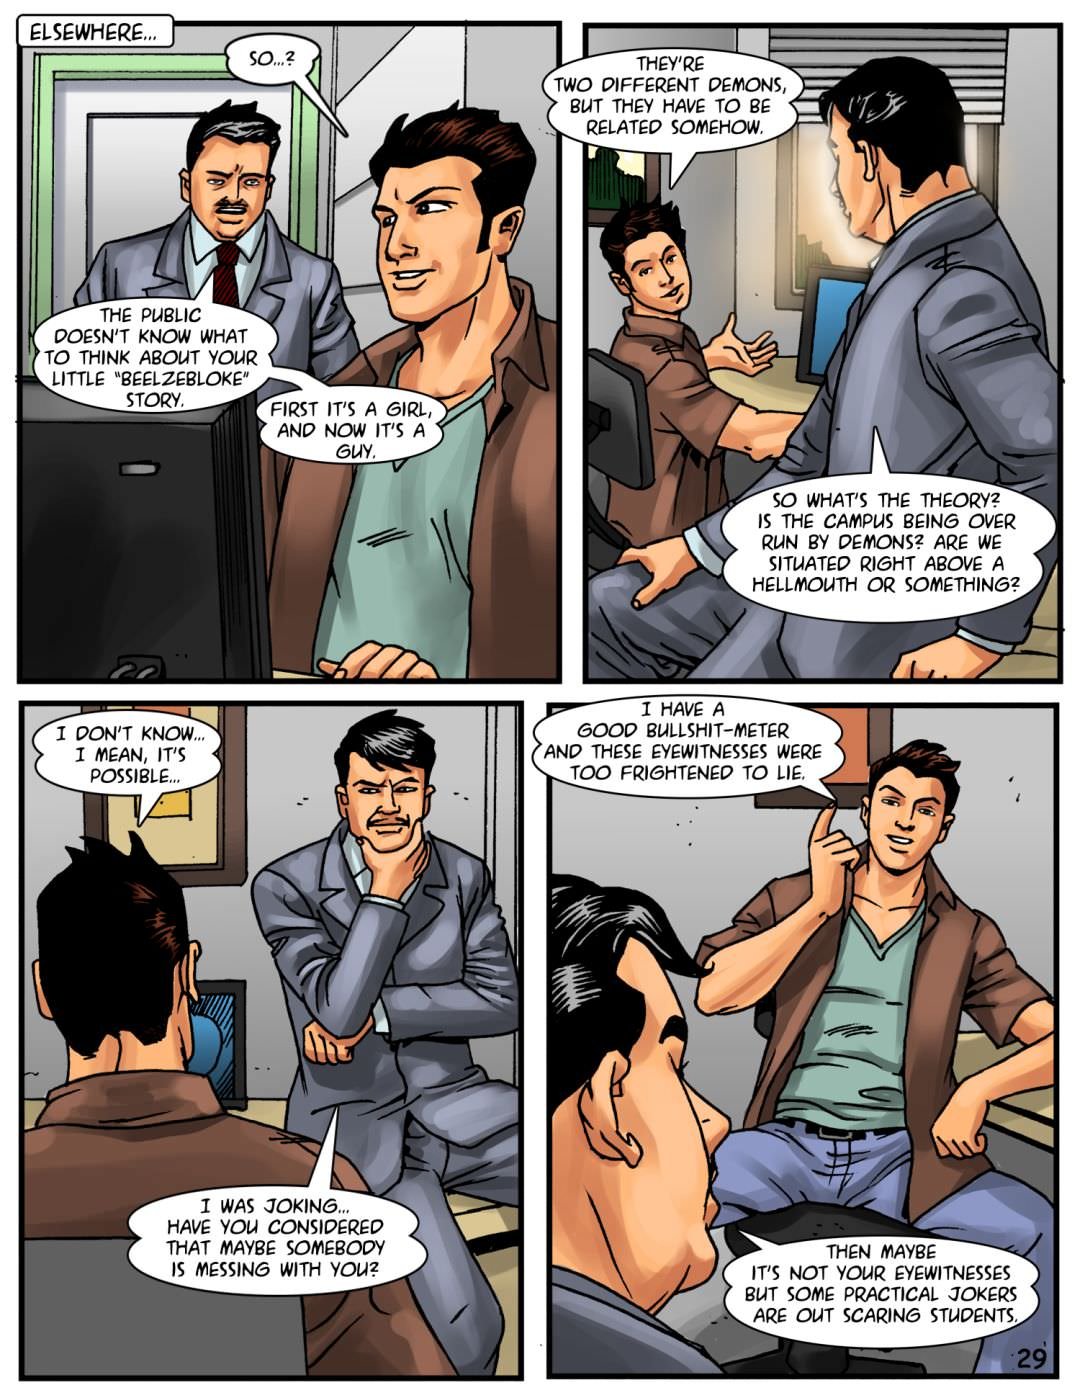 ELSEWHERE...
SO...?
THE PUBLIC
DOESN'T KNOW WHAT
TO THINK ABOUT YOUR
LITTLE "BEELZEBLOKE"
STORY.
FIRST IT'S A GIRL,
AND NOW IT'S A
GUY.
THEY'RE
TWO DIFFERENT DEMONS,
BUT THEY HAVE TO BE
RELATED SOMEHOW.
SO WHAT'S THE THEORY?
IS THE CAMPUS BEING OVER
RUN BY DEMONS? ARE WE
SITUATED RIGHT ABOVE A
HELLMOUTH OR SOMETHING?
I DON'T KNOW...
I MEAN, IT'S
POSSIBLE...
I WAS JOKING...
HAVE YOU CONSIDERED
THAT MAYBE SOMEBODY
IS MESSING WITH YOU?
I HAVE A
GOOD BULLSHIT-METER
AND THESE EYEWITNESSES WERE
TOO FRIGHTENED TO LIE.
THEN MAYBE
IT'S NOT YOUR EYEWITNESSES
BUT SOME PRACTICAL JOKERS
ARE OUT SCARING STUDENTS.
29